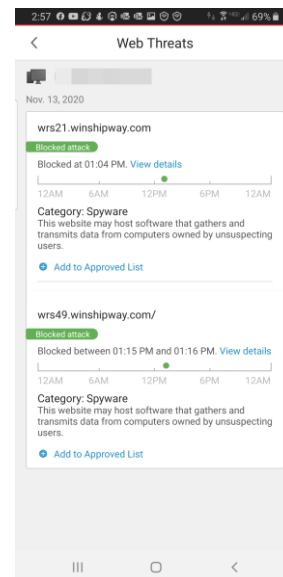 2:57 69%
Web Threats
Nov. 13, 2020
wrs21.winshipway.com
Blocked attack
Blocked at 01:04 PM. View details
12AM 6AM 12PM 6PM 12AM
Category: Spyware
This website may host software that gathers and
transmits data from computers owned by unsuspecting
users.
Add to Approved List
wrs49.winshipway.com/
Blocked attack
Blocked between 01:15 PM and 01:16 PM. View details
12AM 6AM 12PM 6PM 12AM
Category: Spyware
This website may host software that gathers and
transmits data from computers owned by unsuspecting
users.
Add to Approved List